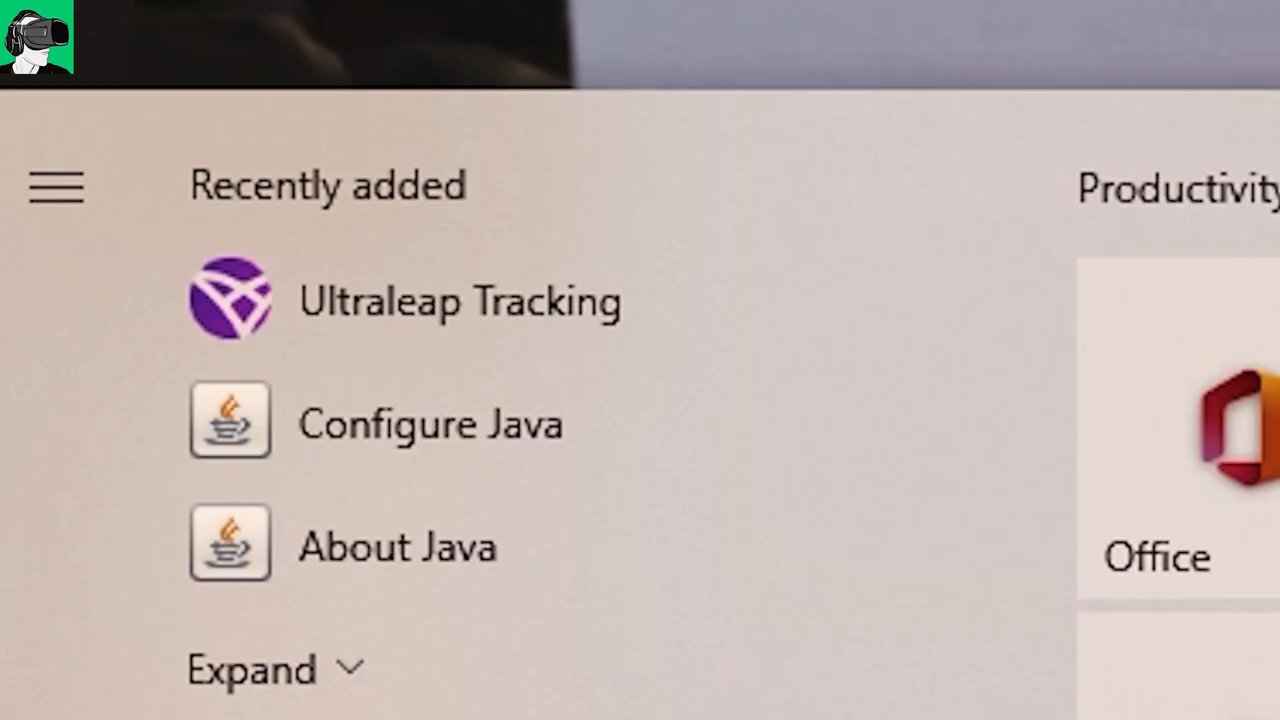 Recently added
Productivity
Ultraleap Tracking
Configure Java
About Java
Office
Expand